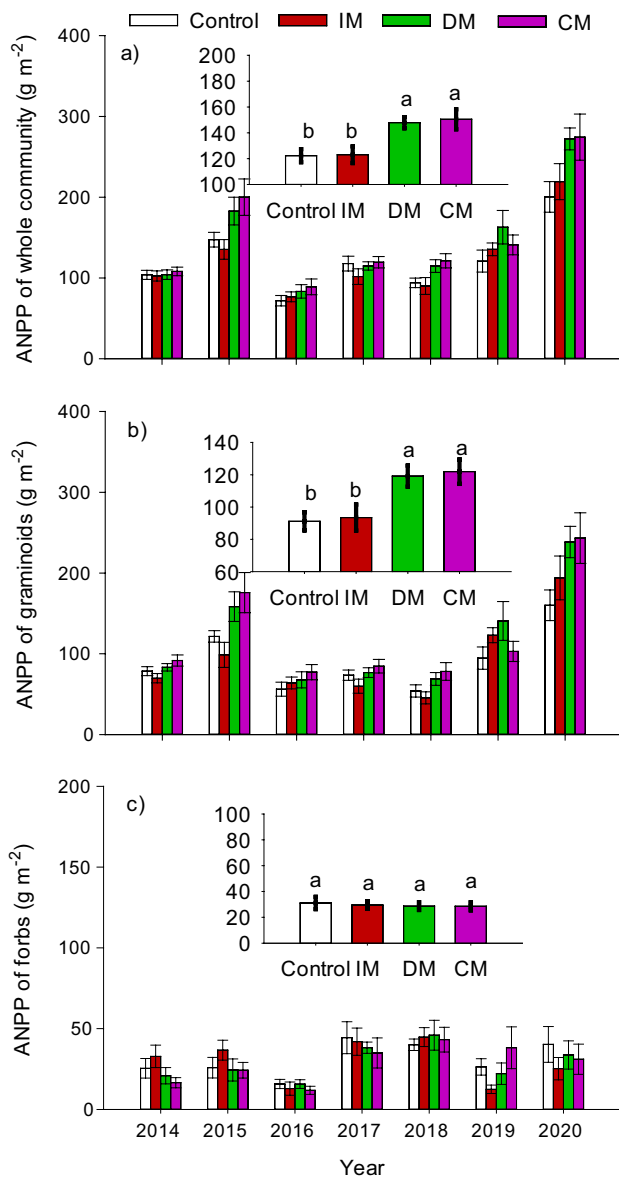 Control IM DM CM
a)
ANPP of whole community (g m-2)
400
300
200
100
0
200
180
160
140
120
100
b b a a
Control IM DM CM
b)
ANPP of graminoids (g m-2)
400
300
200
100
0
140
120
100
80
60
b b a a
Control IM DM CM
c)
ANPP of forbs (g m-2)
200
150
100
50
0
100
80
60
40
20
0
a a a a
Control IM DM CM
2014 2015 2016 2017 2018 2019 2020
Year